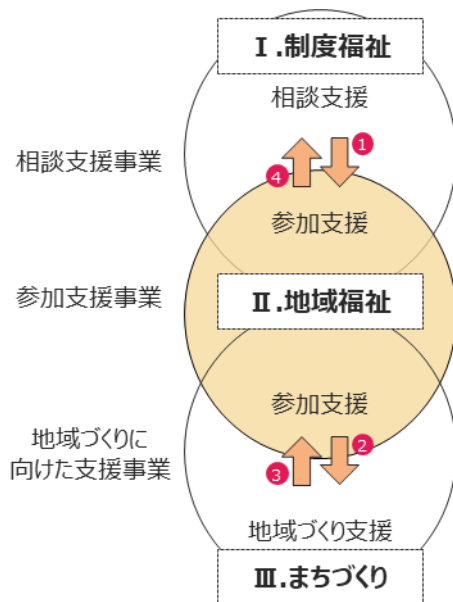 Ⅰ.制度福祉
相談支援
1
相談支援事業
4
参加支援
参加支援事業
Ⅱ.地域福祉
参加支援
地域づくりに
2
向けた支援事業
3
地域づくり支援
Ⅲ.まちづくり